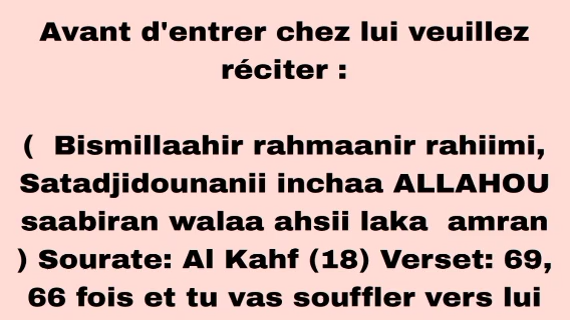 Avant d'entrer chez lui veuillez
réciter :
(  Bismillaahir rahmaanir rahiimi,
Satadjidounanii inchaa ALLAHOU
saabiran walaa ahsii laka  amran
) Sourate: Al Kahf (18) Verset: 69,
66 fois et tu vas souffler vers lui